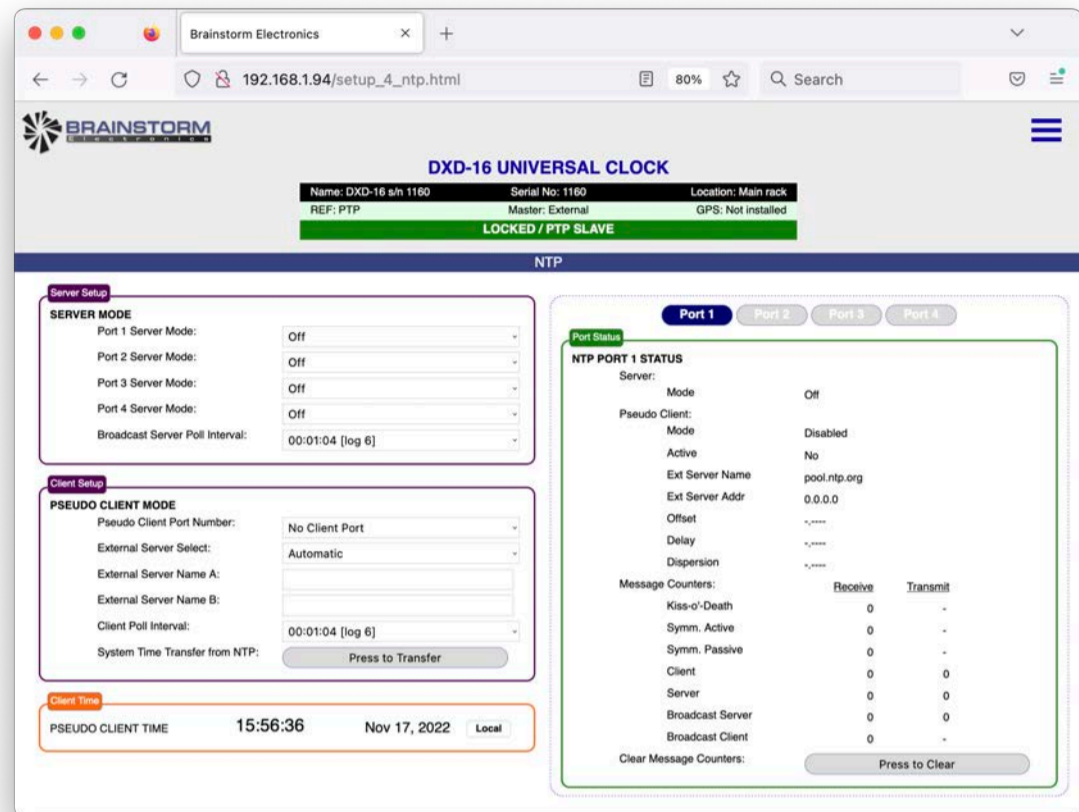 Brainstorm Electronics
192.168.1.94/setup_4_ntp.html
80%
Search
BRAINSTORM
Electronics
DXD-16 UNIVERSAL CLOCK
Name: DXD-16 s/n 1160 Serial No: 1160 Location: Main rack
REF: PTP Master: External GPS: Not installed
LOCKED / PTP SLAVE
NTP
Server Setup
SERVER MODE
Port 1 Server Mode: Off
Port 2 Server Mode: Off
Port 3 Server Mode: Off
Port 4 Server Mode: Off
Broadcast Server Poll Interval: 00:01:04 [log 6]
Client Setup
PSEUDO CLIENT MODE
Pseudo Client Port Number: No Client Port
External Server Select: Automatic
External Server Name A:
External Server Name B:
Client Poll Interval: 00:01:04 [log 6]
System Time Transfer from NTP: Press to Transfer
Client Time
PSEUDO CLIENT TIME 15:56:36 Nov 17, 2022 Local
Port 1 Port 2 Port 3 Port 4
Port Status
NTP PORT 1 STATUS
Server:
Mode Off
Pseudo Client:
Mode Disabled
Active No
Ext Server Name pool.ntp.org
Ext Server Addr 0.0.0.0
Offset -.----
Delay -.----
Dispersion -.----
Message Counters: Receive Transmit
Kiss-o'-Death 0 -
Symm. Active 0 -
Symm. Passive 0 -
Client 0 0
Server 0 0
Broadcast Server 0 0
Broadcast Client 0 -
Clear Message Counters: Press to Clear